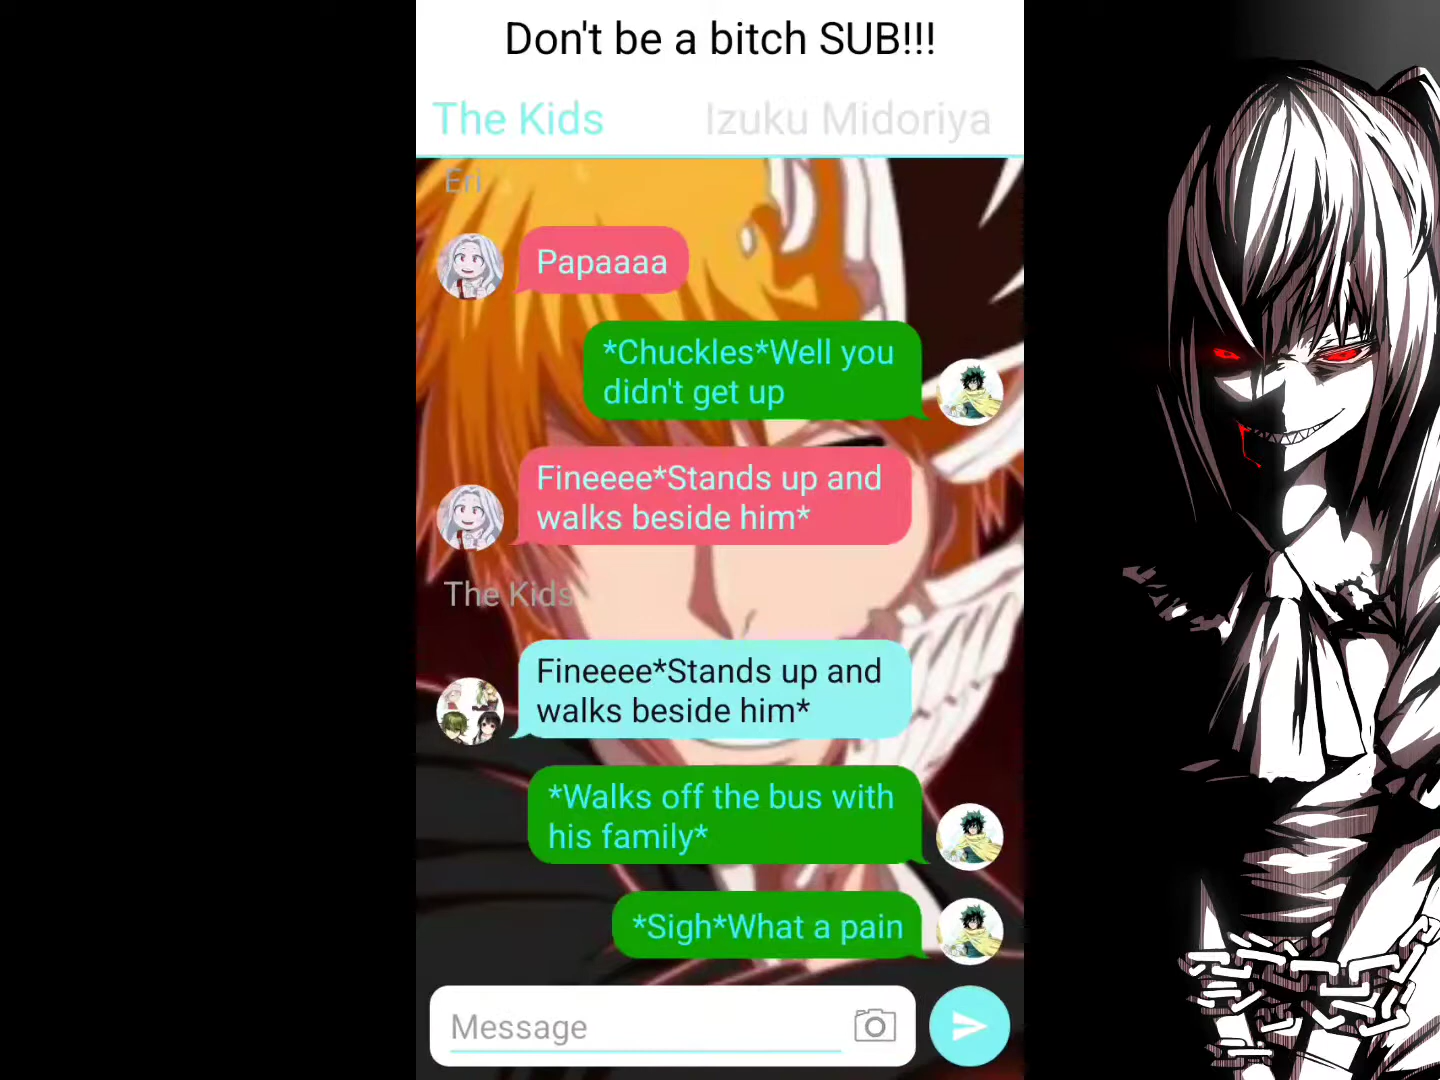 Don't be a bitch SUB!!!
The Kids
Izuku Midoriya
Eri
Papaaaa
*Chuckles*Well you
didn't get up
Fineeee*Stands up and
walks beside him*
The Kids
Fineeee*Stands up and
walks beside him*
*Walks off the bus with
his family*
*Sigh*What a pain
Message